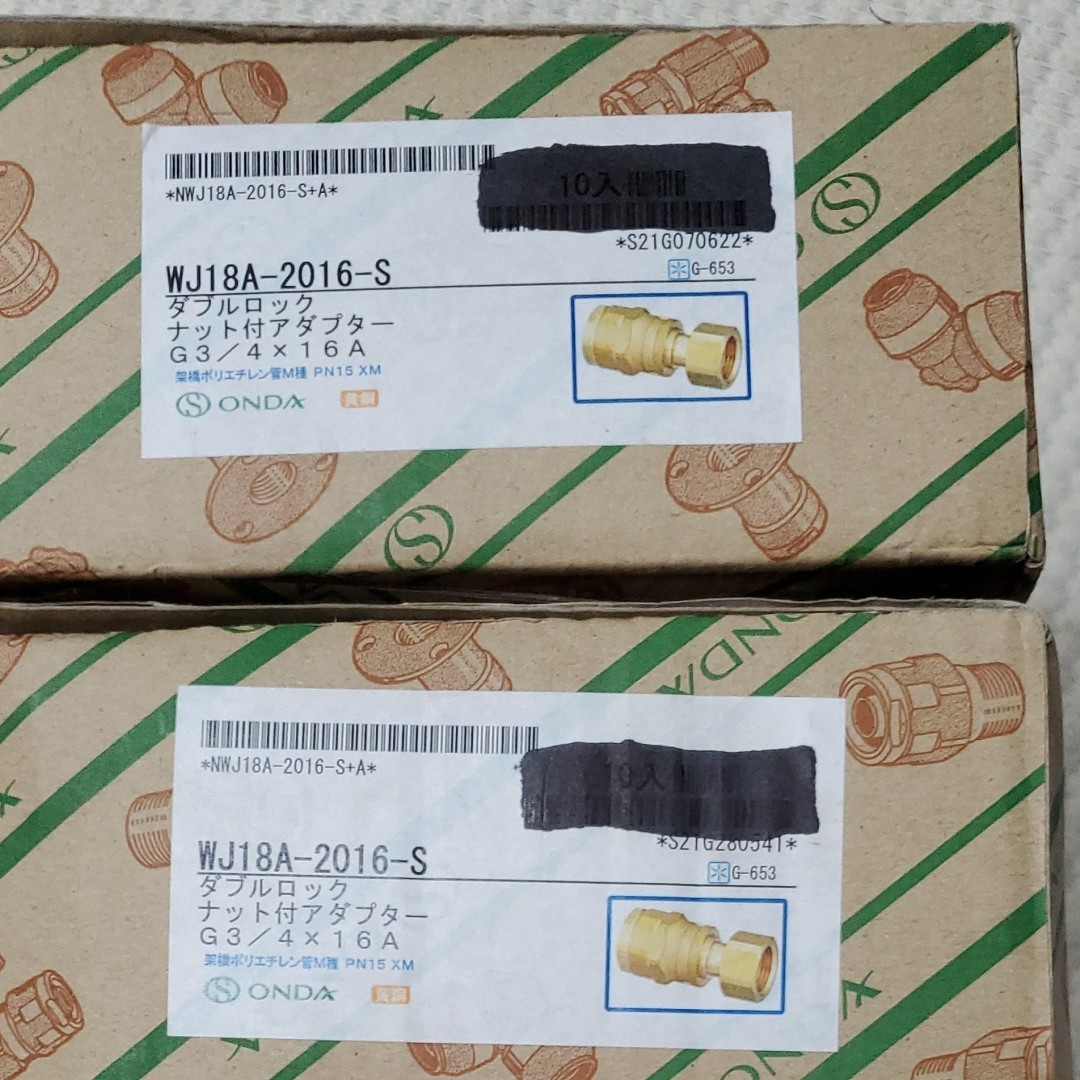 10入
*NWJ18A-2016-S+A*
*S21G070622*
WJ18A-2016-S
G-653
ダブルロック
ナット付アダプター
G3/4×16A
架橋ポリエチレン管M種 PN15 XM
ONDA 黄銅
ONDA
*NWJ18A-2016-S+A*
0入
*S21G280541*
WJ18A-2016-S
G-653
ダブルロック
ナット付アダプター
G3/4×16A
架橋ポリエチレン管M種 PN15 XM
ONDA 黄銅